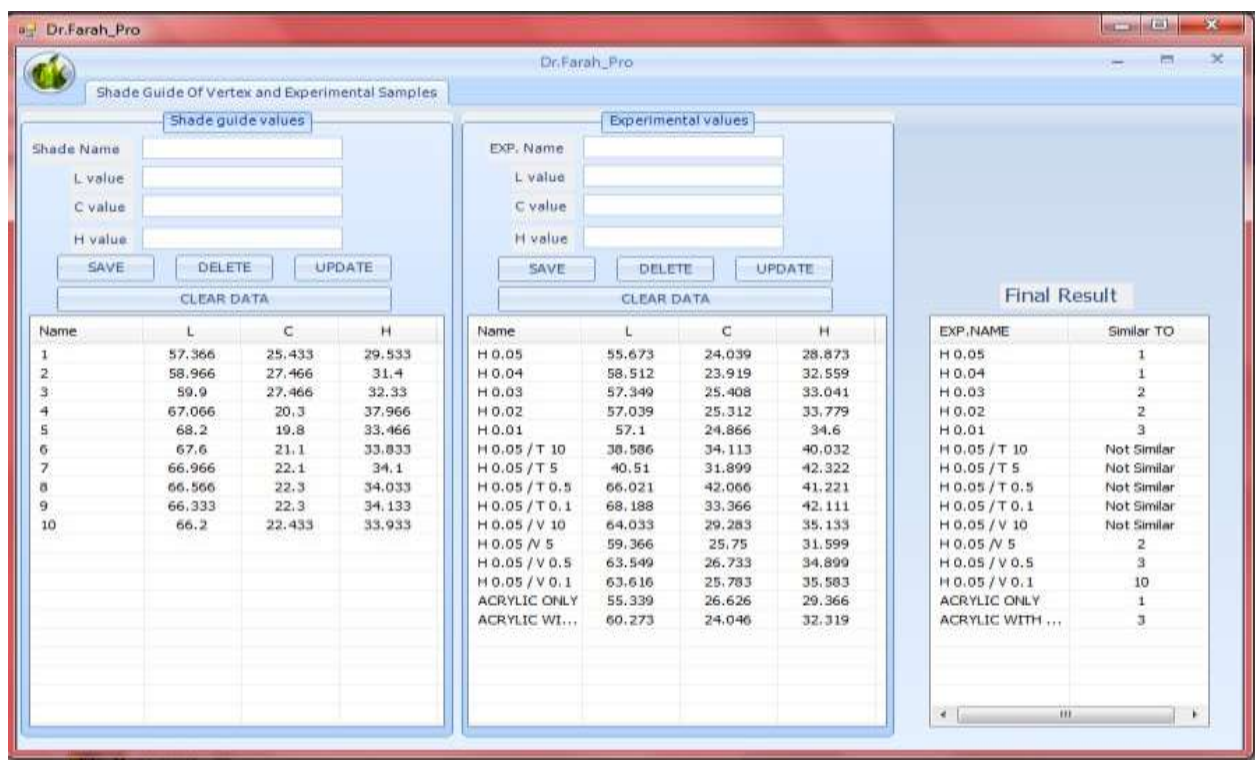 Dr.Farah_Pro
Dr.Farah_Pro
Shade Guide Of Vertex and Experimental Samples
Shade guide values
Shade Name
L value
C value
H value
SAVE DELETE UPDATE
CLEAR DATA
Name L C H
1 57.366 25.433 29.533
2 58.966 27.466 31.4
3 59.9 27.466 32.33
4 67.066 20.3 37.966
5 68.2 19.8 33.466
6 67.6 21.1 33.833
7 66.966 22.1 34.1
8 66.566 22.3 34.033
9 66.333 22.3 34.133
10 66.2 22.433 33.933
Experimental values
EXP. Name
L value
C value
H value
SAVE DELETE UPDATE
CLEAR DATA
Name L C H
H 0.05 55.673 24.039 28.873
H 0.04 58.512 23.919 32.559
H 0.03 57.349 25.408 33.041
H 0.02 57.039 25.312 33.779
H 0.01 57.1 24.866 34.6
H 0.05 / T 10 38.586 34.113 40.032
H 0.05 / T 5 40.51 31.899 42.322
H 0.05 / T 0.5 66.021 42.066 41.221
H 0.05 / T 0.1 68.188 33.366 42.111
H 0.05 / V 10 64.033 29.283 35.133
H 0.05 /V 5 59.366 25.75 31.599
H 0.05 / V 0.5 63.549 26.733 34.899
H 0.05 / V 0.1 63.616 25.783 35.583
ACRYLIC ONLY 55.339 26.626 29.366
ACRYLIC WI... 60.273 24.046 32.319
Final Result
EXP.NAME Similar TO
H 0.05 1
H 0.04 1
H 0.03 2
H 0.02 2
H 0.01 3
H 0.05 / T 10 Not Similar
H 0.05 / T 5 Not Similar
H 0.05 / T 0.5 Not Similar
H 0.05 / T 0.1 Not Similar
H 0.05 / V 10 Not Similar
H 0.05 /V 5 2
H 0.05 / V 0.5 3
H 0.05 / V 0.1 10
ACRYLIC ONLY 1
ACRYLIC WITH ... 3